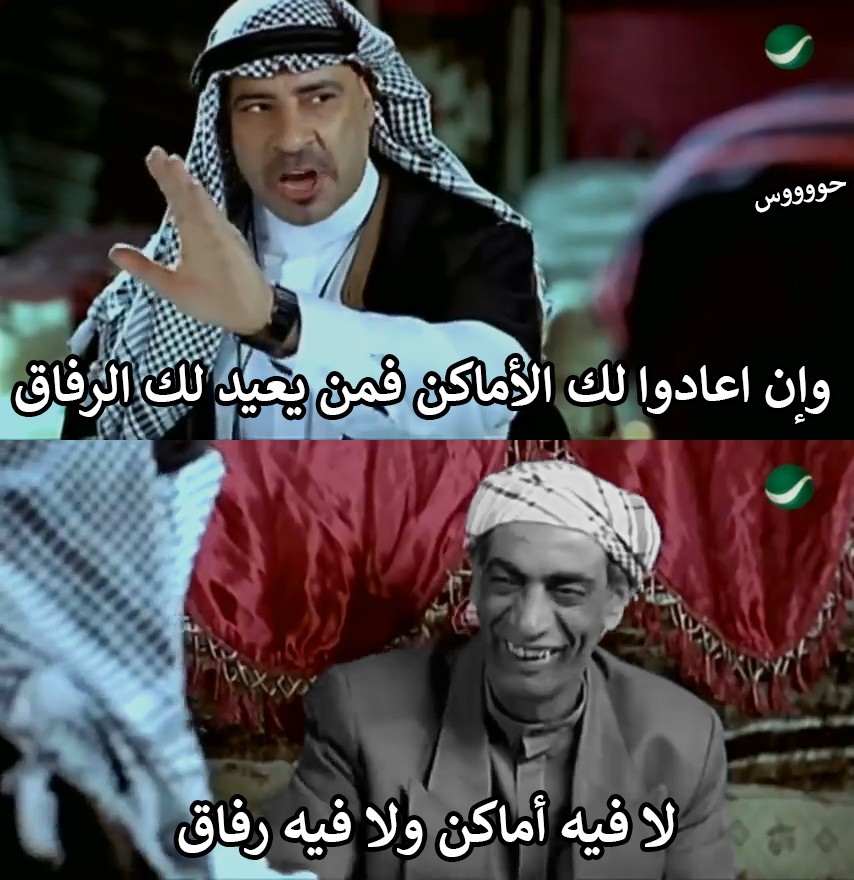 حووووس
وإن اعادوا لك الأماكن فمن يعيد لك الرفاق
لا فيه أماكن ولا فيه رفاق